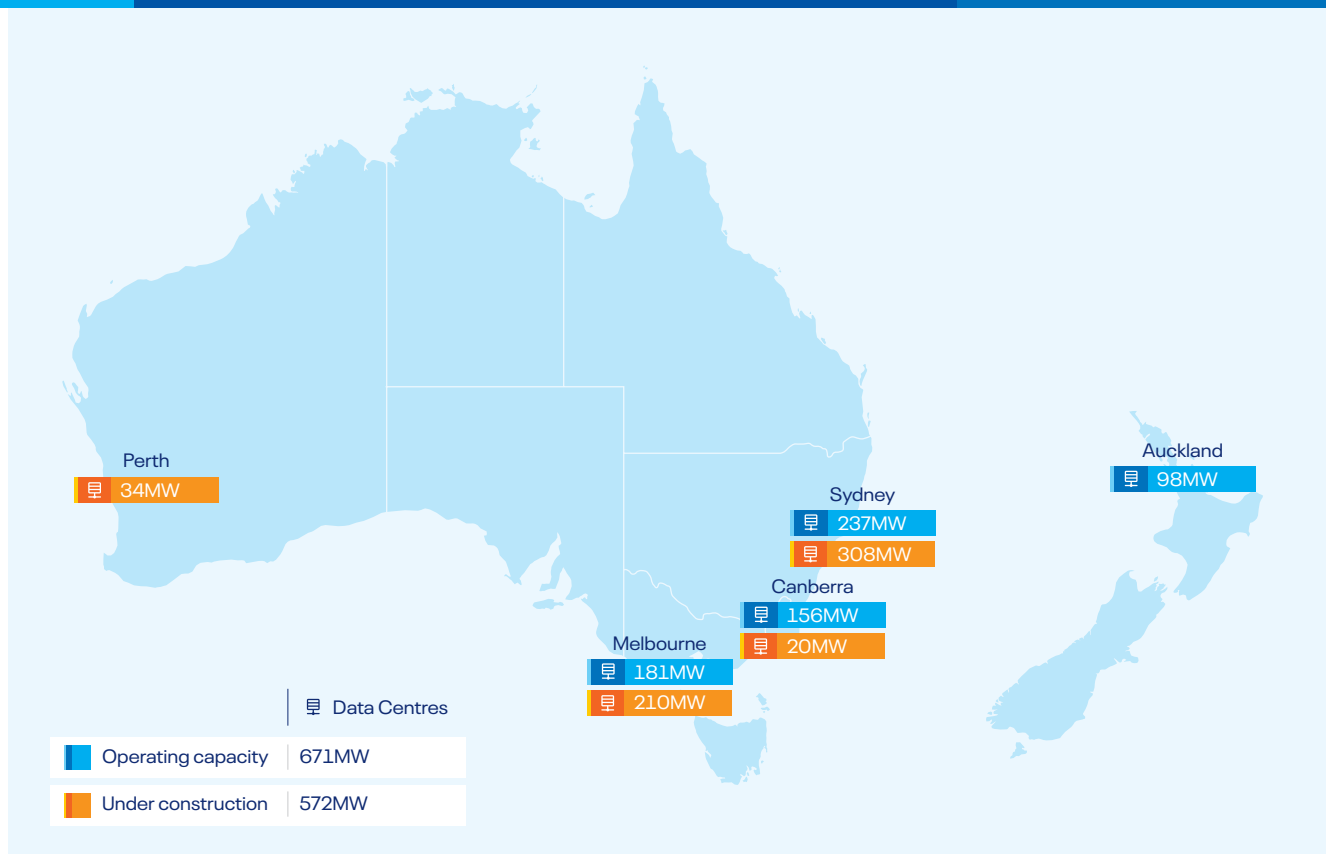 Perth
34MW
Auckland
98MW
Sydney
237MW
308MW
Canberra
156MW
20MW
Melbourne
181MW
210MW
Data Centres
Operating capacity 671MW
Under construction 572MW